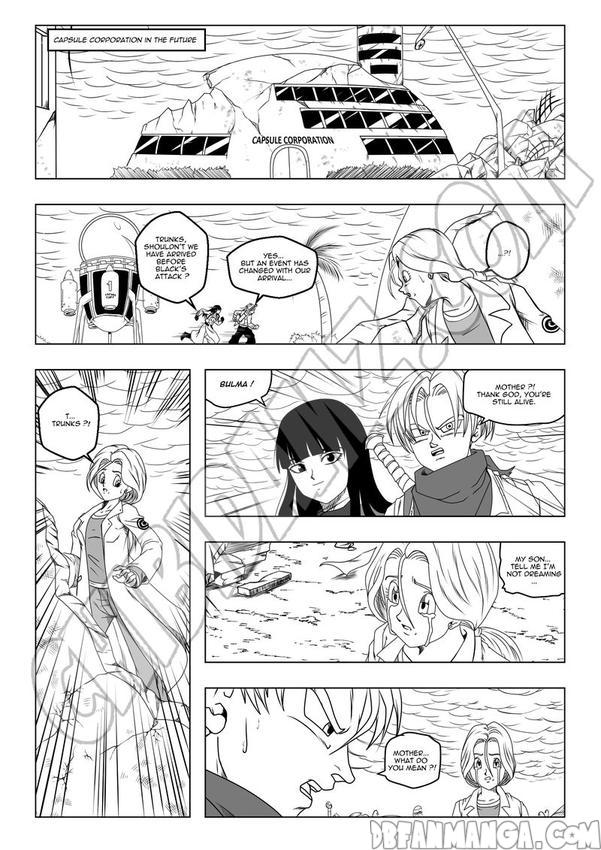 CAPSULE CORPORATION IN THE FUTURE
CAPSULE CORPORATION
TRUNKS,
SHOULDN'T WE
HAVE ARRIVED
BEFORE
BLACK'S
ATTACK ?
YES...
BUT AN EVENT HAS
CHANGED WITH OUR
ARRIVAL...
...?!
1
T...
TRUNKS ?!
BULMA !
MOTHER ?!
THANK GOD, YOU'RE
STILL ALIVE.
MY SON...
TELL ME I'M
NOT DREAMING
...
MOTHER...
WHAT DO
YOU MEAN ?!
DBFANMANGA.COM